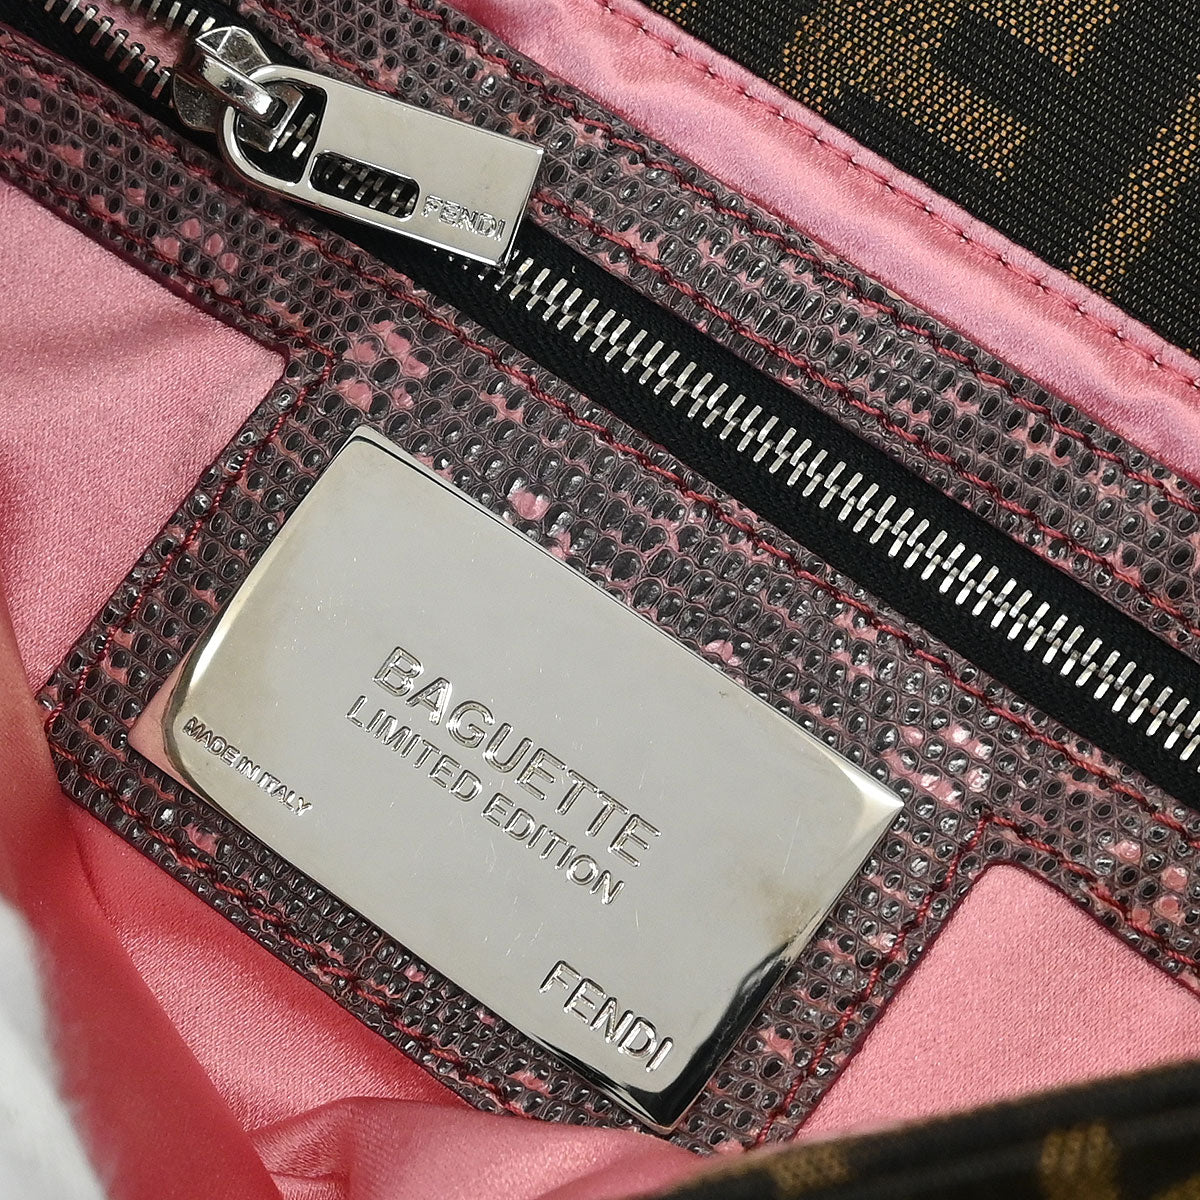 FENDI
BAGUETTE
LIMITED EDITION
MADE IN ITALY
FENDI